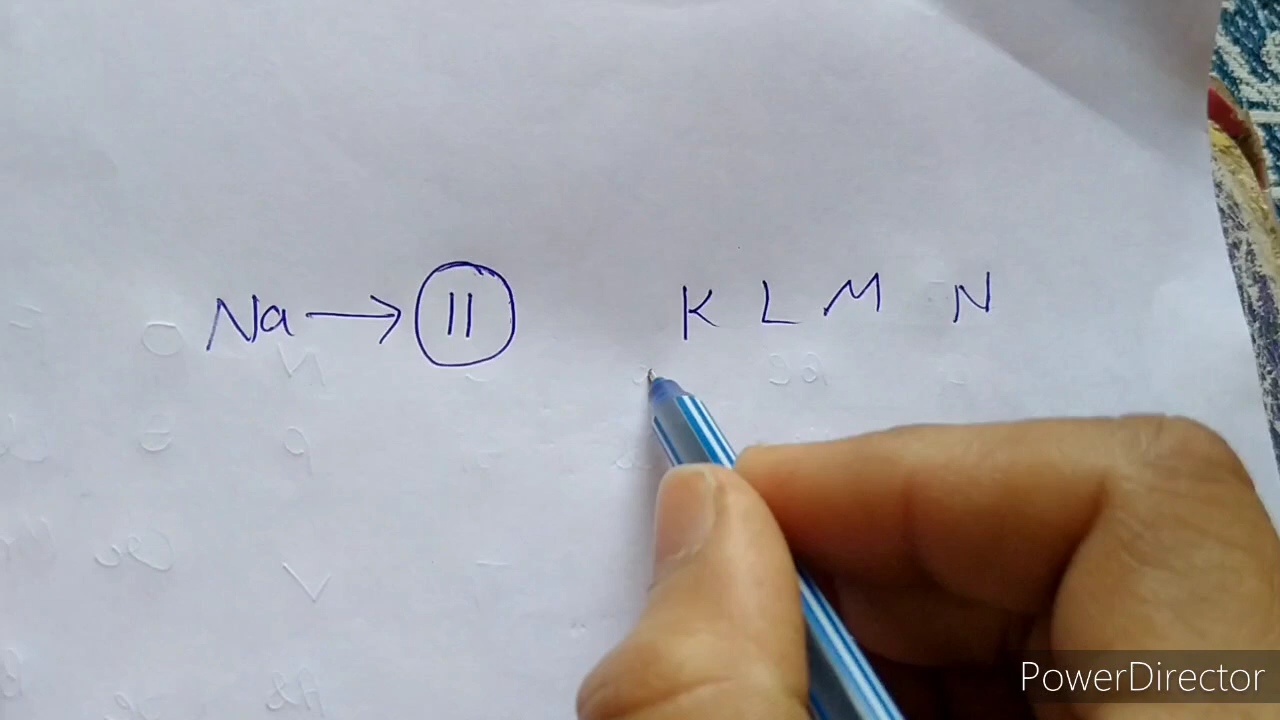 Na → 11 K L M N
PowerDirector